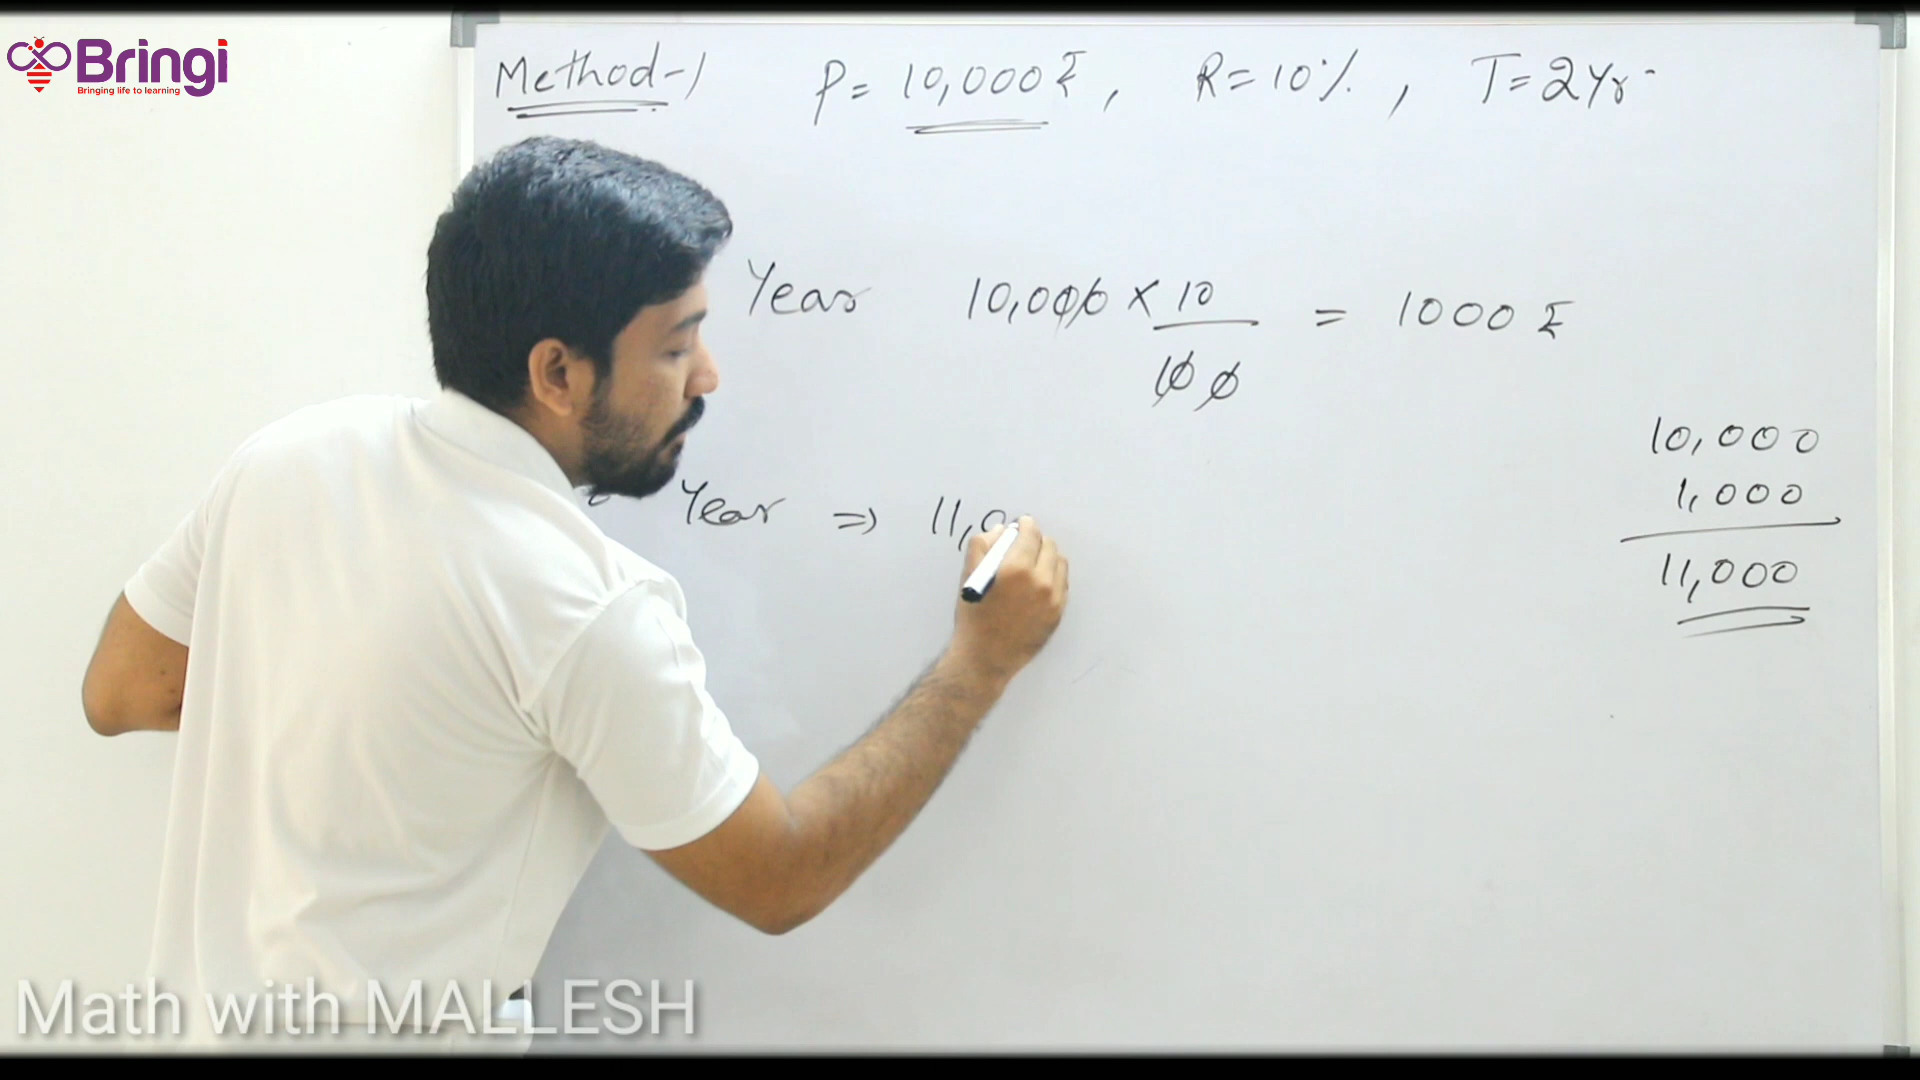 Bringi
Bringing life to learning
Method-1 P = 10,000 ₹, R = 10%, T = 2 Yr.
Year 10,000 × 10 = 1000 ₹
100
10,000
1,000
11,000
Year ⇒ 11,0
Math with MALLESH